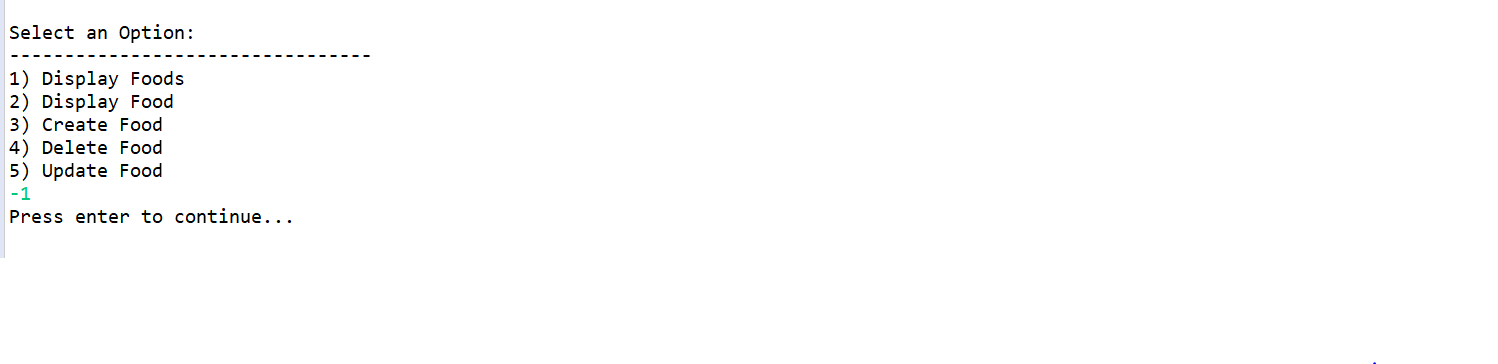 Select an Option:
---------------------------------
1) Display Foods
2) Display Food
3) Create Food
4) Delete Food
5) Update Food
-1
Press enter to continue...